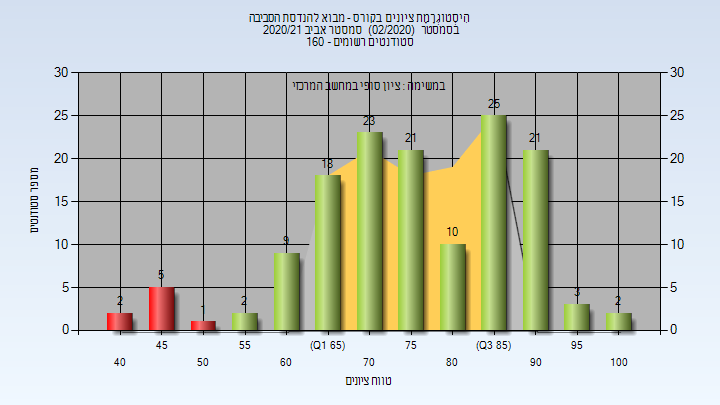 היסטוגרמת ציונים בקורס - מבוא להנדסת הסביבה
בסמסטר (02/2020) סמסטר אביב 2020/21
סטודנטים רשומים - 160
במשימה : ציון סופי במחשב המרכזי
מספר סטודנטים
30 25 20 15 10 5 0
30 25 20 15 10 5 0
2 5 1 2 9 18 23 21 10 25 21 3 2
40 45 50 55 60 (Q1 65) 70 75 80 (Q3 85) 90 95 100
טווח ציונים